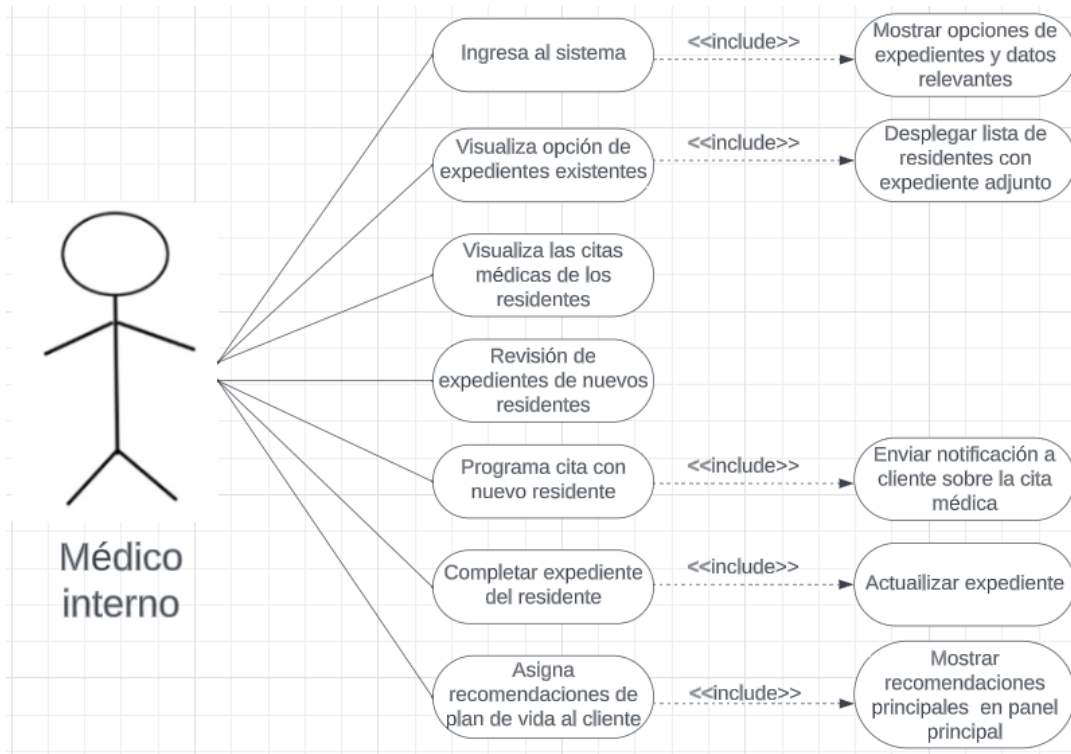 Ingresa al sistema
<<include>>
Mostrar opciones de
expedientes y datos
relevantes
Visualiza opción de
expedientes existentes
<<include>>
Desplegar lista de
residentes con
expediente adjunto
Visualiza las citas
médicas de los
residentes
Revisión de
expedientes de nuevos
residentes
Programa cita con
nuevo residente
<<include>>
Enviar notificación a
cliente sobre la cita
médica
Médico
interno
Completar expediente
del residente
<<include>>
Actuailizar expediente
Asigna
recomendaciones de
plan de vida al cliente
<<include>>
Mostrar
recomendaciones
principales en panel
principal